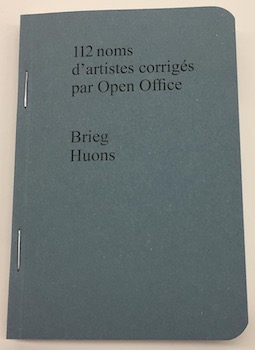 112 noms
d'artistes corrigés
par Open Office
Brieg
Huons